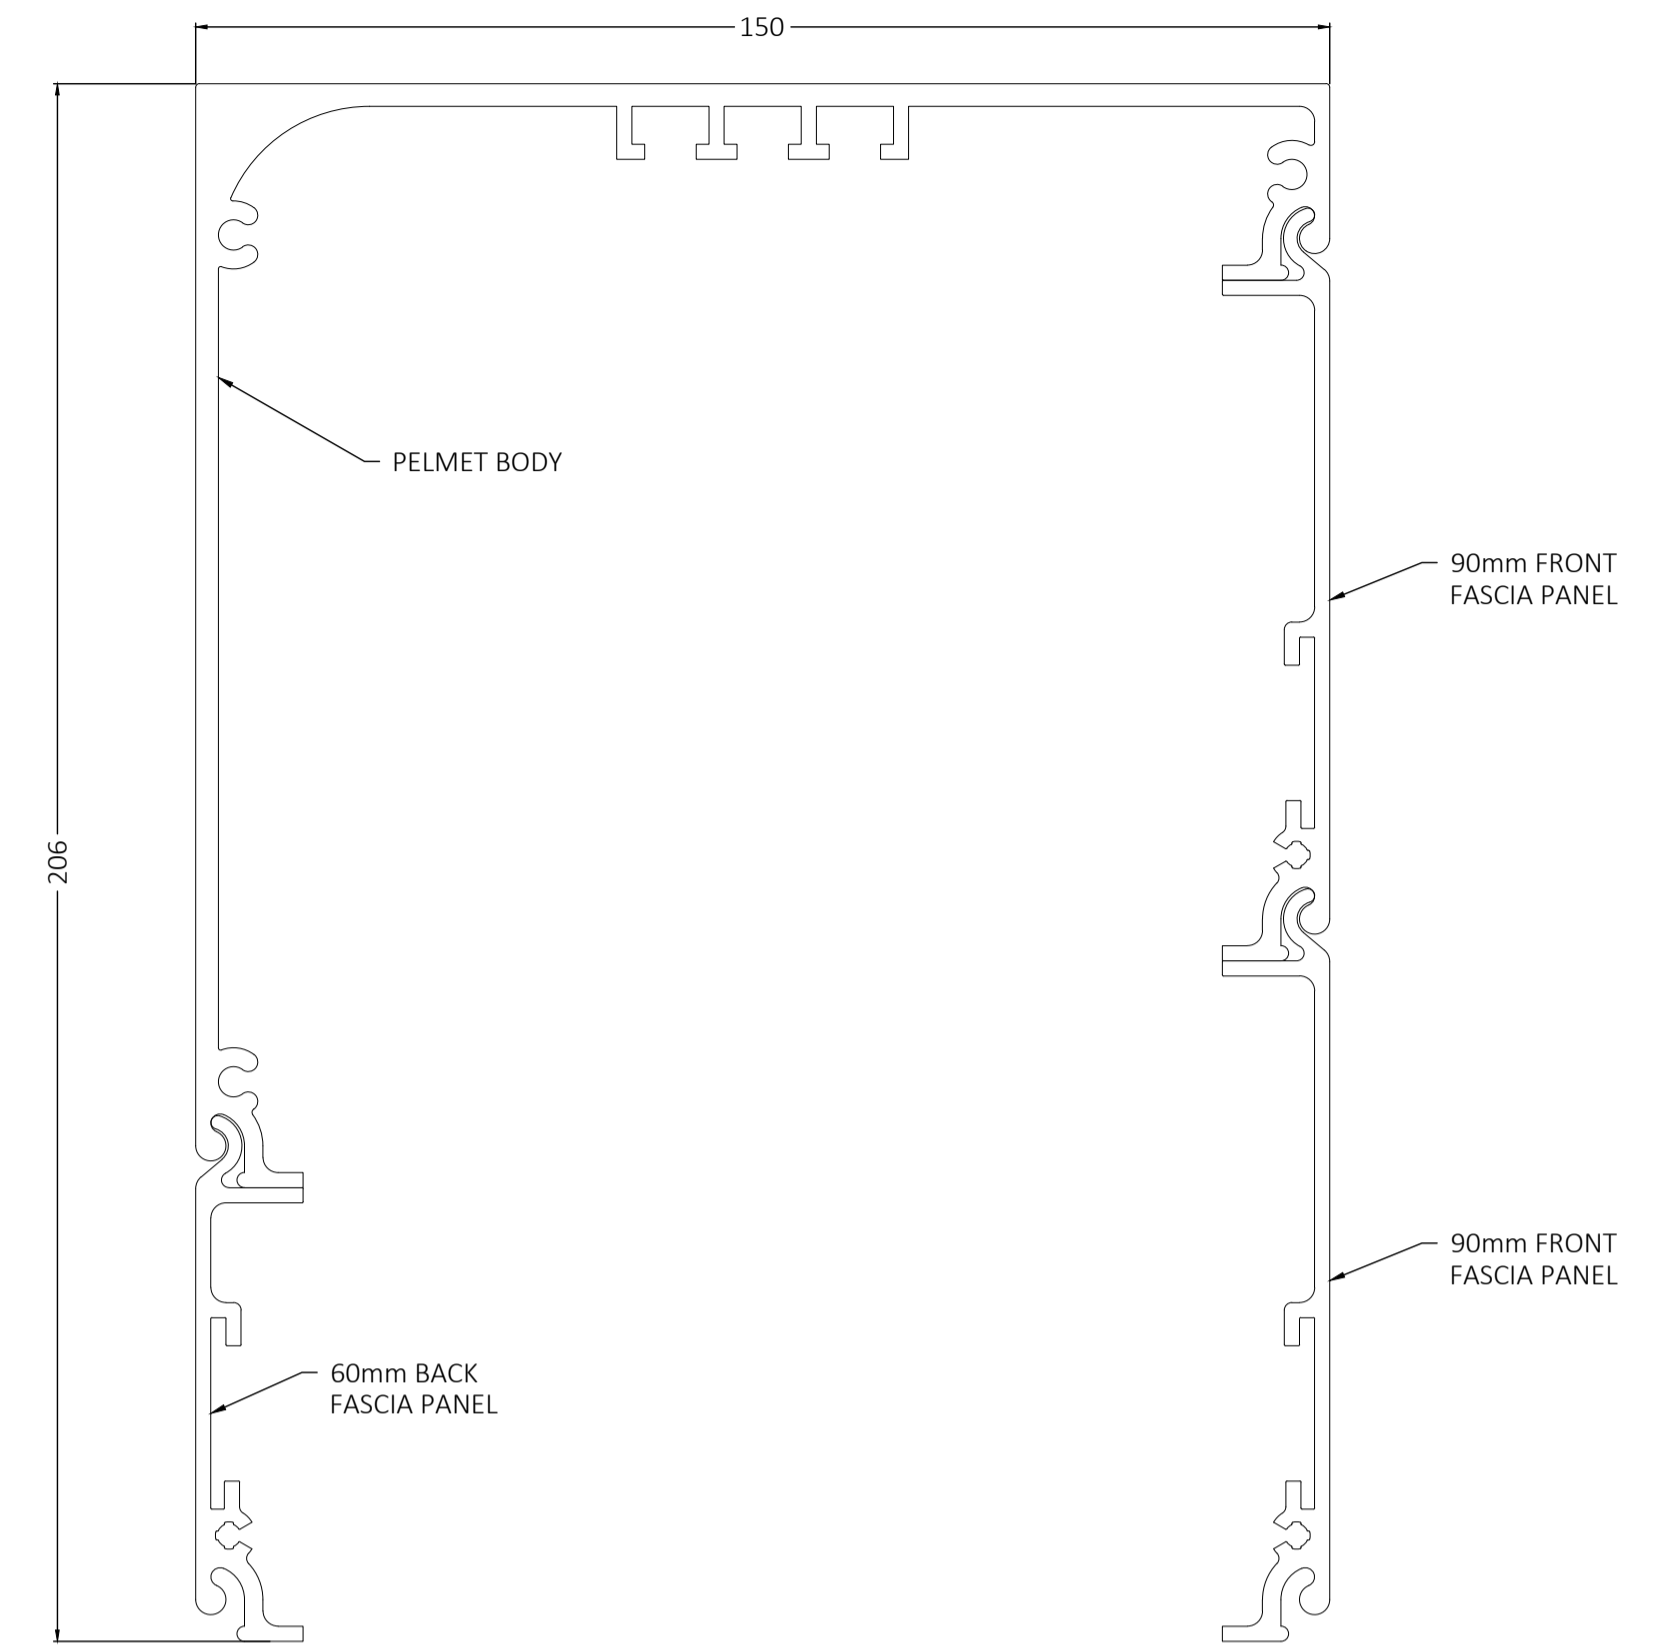 150
PELMET BODY
90mm FRONT
FASCIA PANEL
206
90mm FRONT
FASCIA PANEL
60mm BACK
FASCIA PANEL